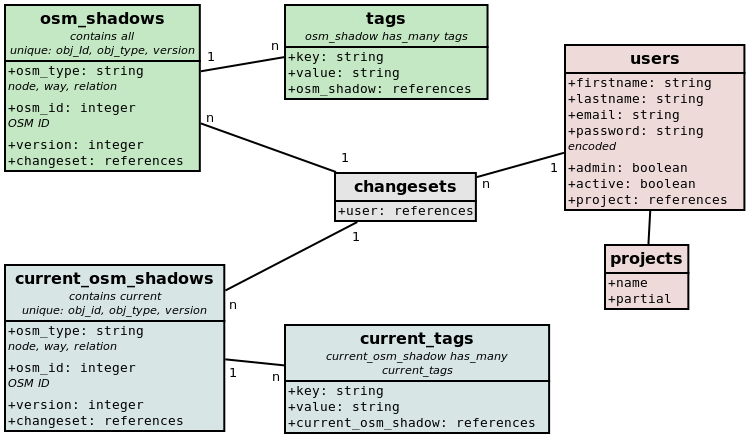 osm_shadows
contains all
unique: obj_Id, obj_type, version
+osm_type: string
node, way, relation
+osm_id: integer
OSM ID
+version: integer
+changeset: references
1
n
n
tags
osm_shadow has_many tags
+key: string
+value: string
+osm_shadow: references
users
+firstname: string
+lastname: string
+email: string
+password: string
encoded
+admin: boolean
+active: boolean
+project: references
1
changesets
+user: references
n
1
1
projects
+name
+partial
current_osm_shadows
contains current
unique: obj_id, obj_type, version
+osm_type: string
node, way, relation
+osm_id: integer
OSM ID
+version: integer
+changeset: references
n
1
n
current_tags
current_osm_shadow has_many
current_tags
+key: string
+value: string
+current_osm_shadow: references